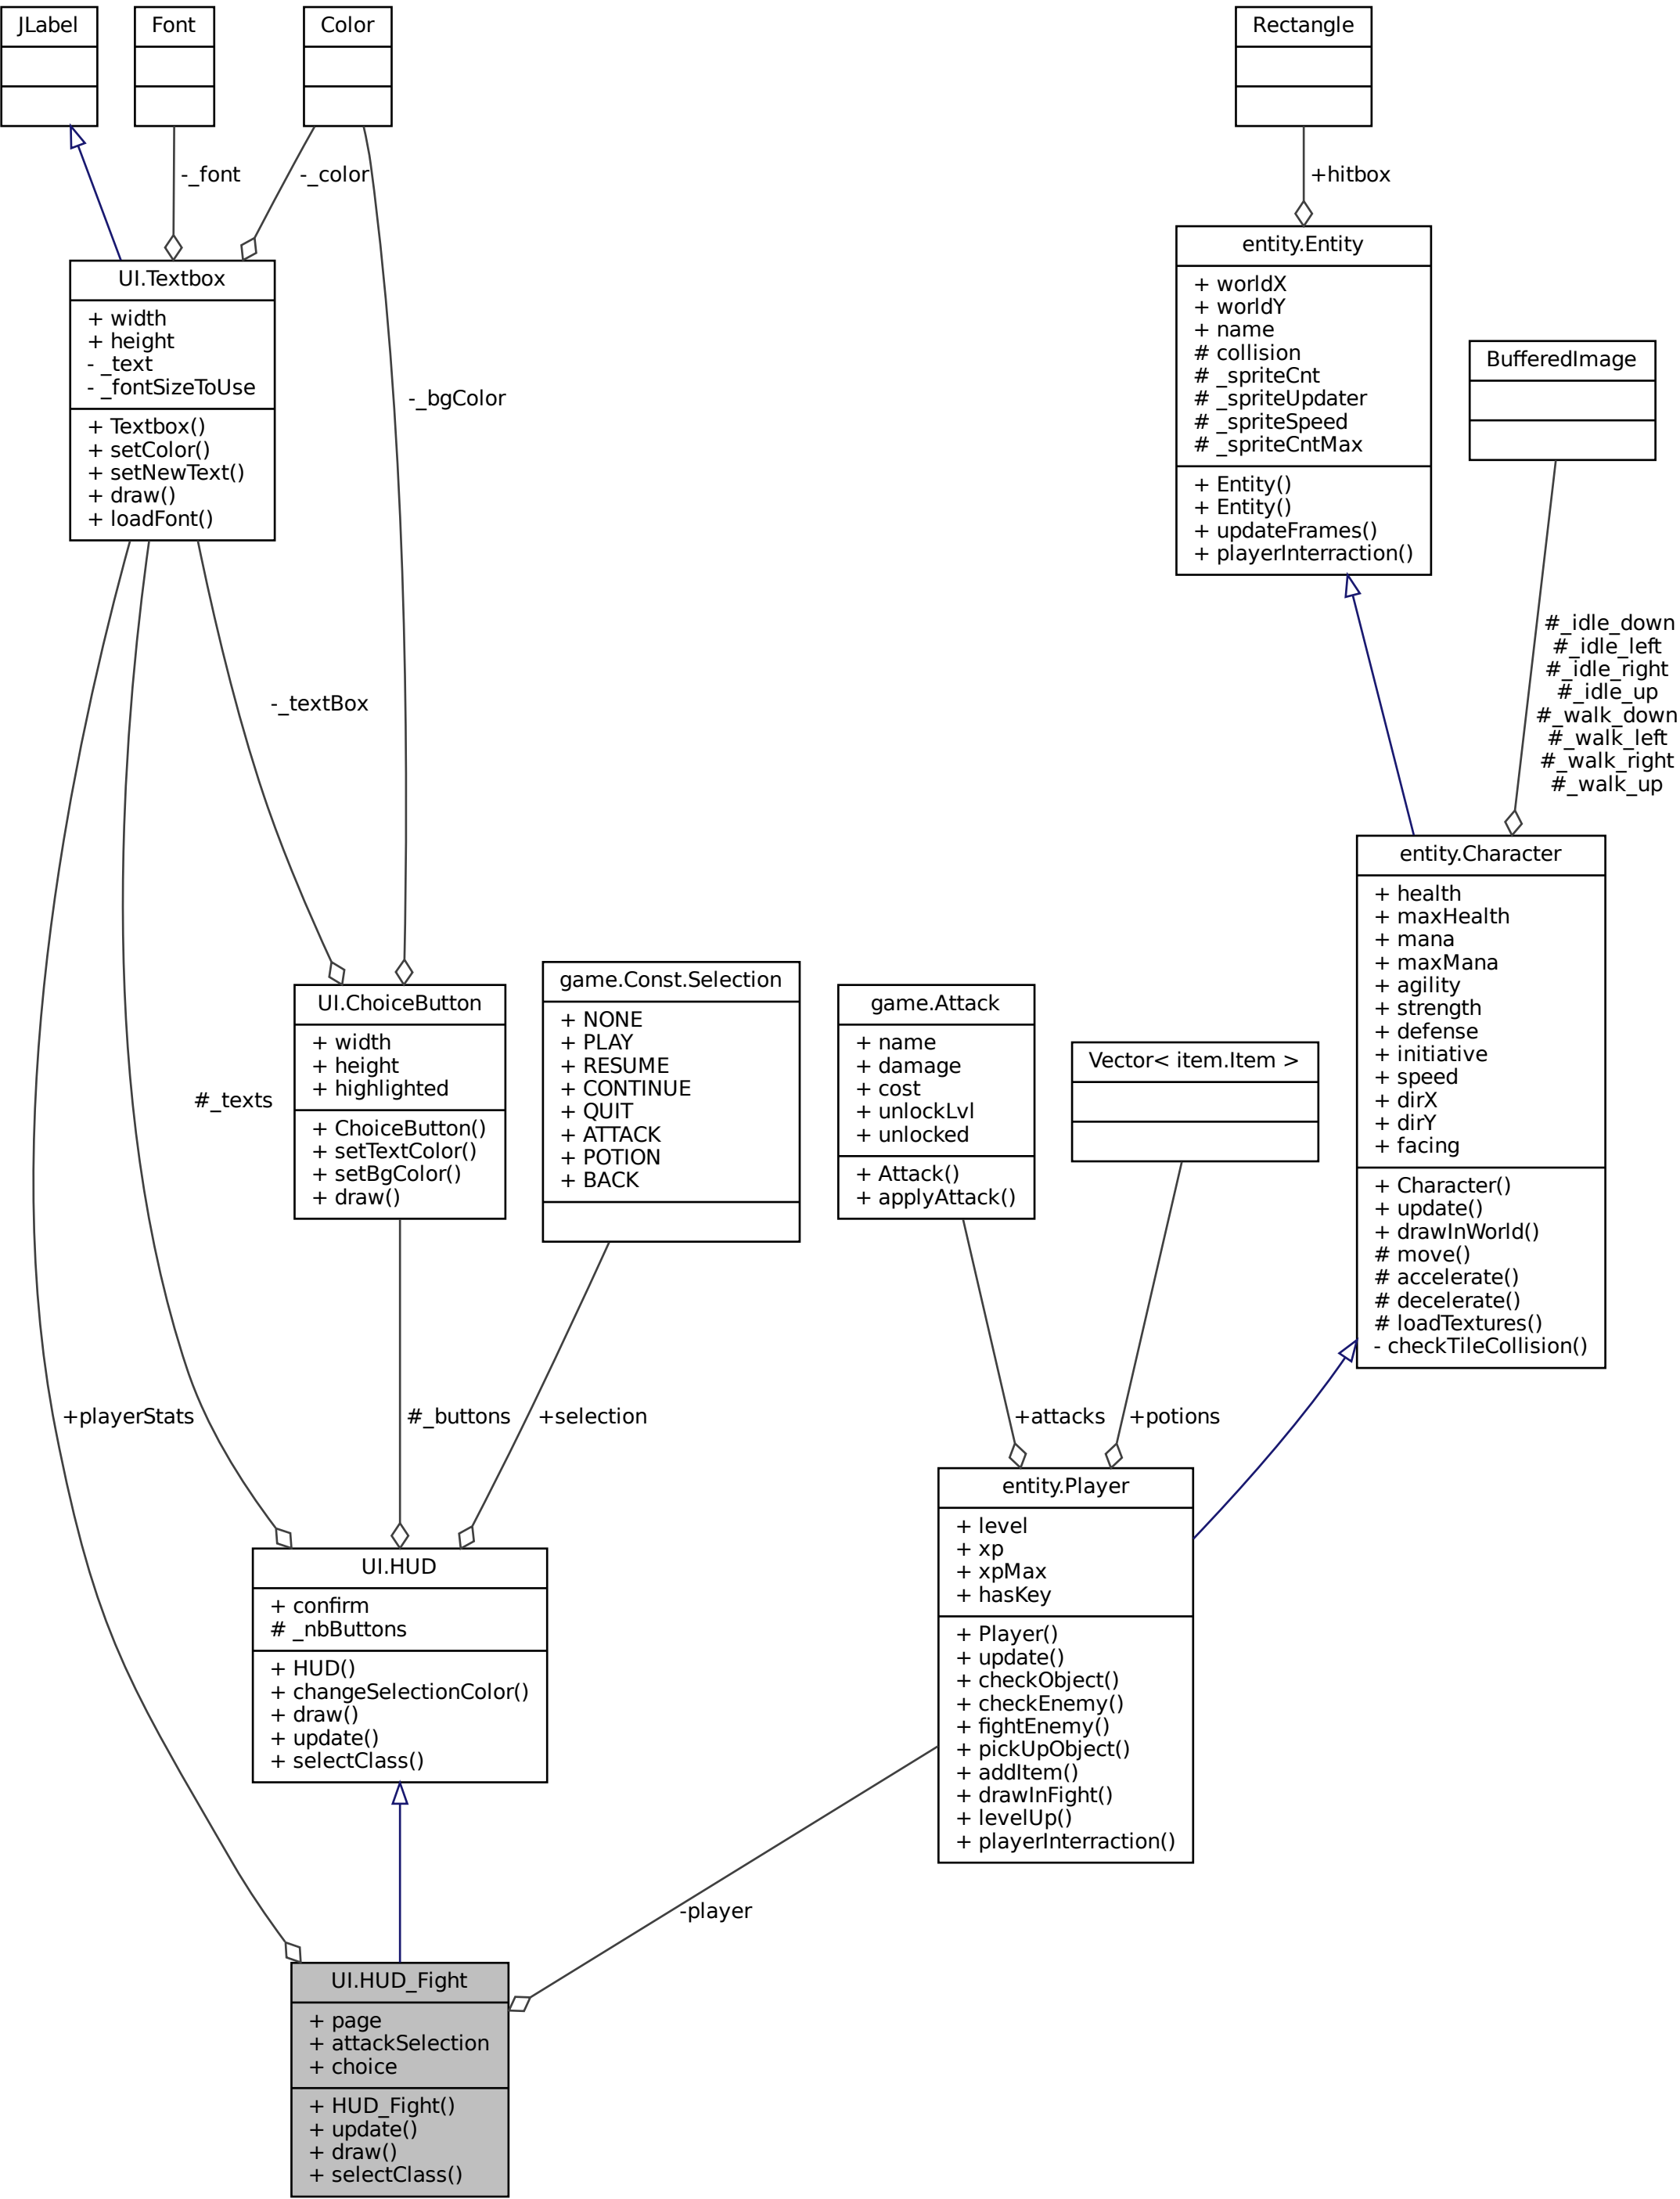 JLabel
Font
Color
Rectangle
-_font
-_color
+hitbox
UI.Textbox
+ width
+ height
- _text
- _fontSizeToUse
+ Textbox()
+ setColor()
+ setNewText()
+ draw()
+ loadFont()
entity.Entity
+ worldX
+ worldY
+ name
# collision
# _spriteCnt
# _spriteUpdater
# _spriteSpeed
# _spriteCntMax
+ Entity()
+ Entity()
+ updateFrames()
+ playerInterraction()
BufferedImage
-_bgColor
#_idle_down
#_idle_left
#_idle_right
#_idle_up
#_walk_down
#_walk_left
#_walk_right
#_walk_up
-_textBox
entity.Character
+ health
+ maxHealth
+ mana
+ maxMana
+ agility
+ strength
+ defense
+ initiative
+ speed
+ dirX
+ dirY
+ facing
+ Character()
+ update()
+ drawInWorld()
# move()
# accelerate()
# decelerate()
# loadTextures()
- checkTileCollision()
#_texts
UI.ChoiceButton
+ width
+ height
+ highlighted
+ ChoiceButton()
+ setTextColor()
+ setBgColor()
+ draw()
game.Const.Selection
+ NONE
+ PLAY
+ RESUME
+ CONTINUE
+ QUIT
+ ATTACK
+ POTION
+ BACK
game.Attack
+ name
+ damage
+ cost
+ unlockLvl
+ unlocked
+ Attack()
+ applyAttack()
Vector< item.Item >
+playerStats
#_buttons
+selection
+attacks
+potions
UI.HUD
+ confirm
# _nbButtons
+ HUD()
+ changeSelectionColor()
+ draw()
+ update()
+ selectClass()
entity.Player
+ level
+ xp
+ xpMax
+ hasKey
+ Player()
+ update()
+ checkObject()
+ checkEnemy()
+ fightEnemy()
+ pickUpObject()
+ addItem()
+ drawInFight()
+ levelUp()
+ playerInterraction()
-player
UI.HUD_Fight
+ page
+ attackSelection
+ choice
+ HUD_Fight()
+ update()
+ draw()
+ selectClass()